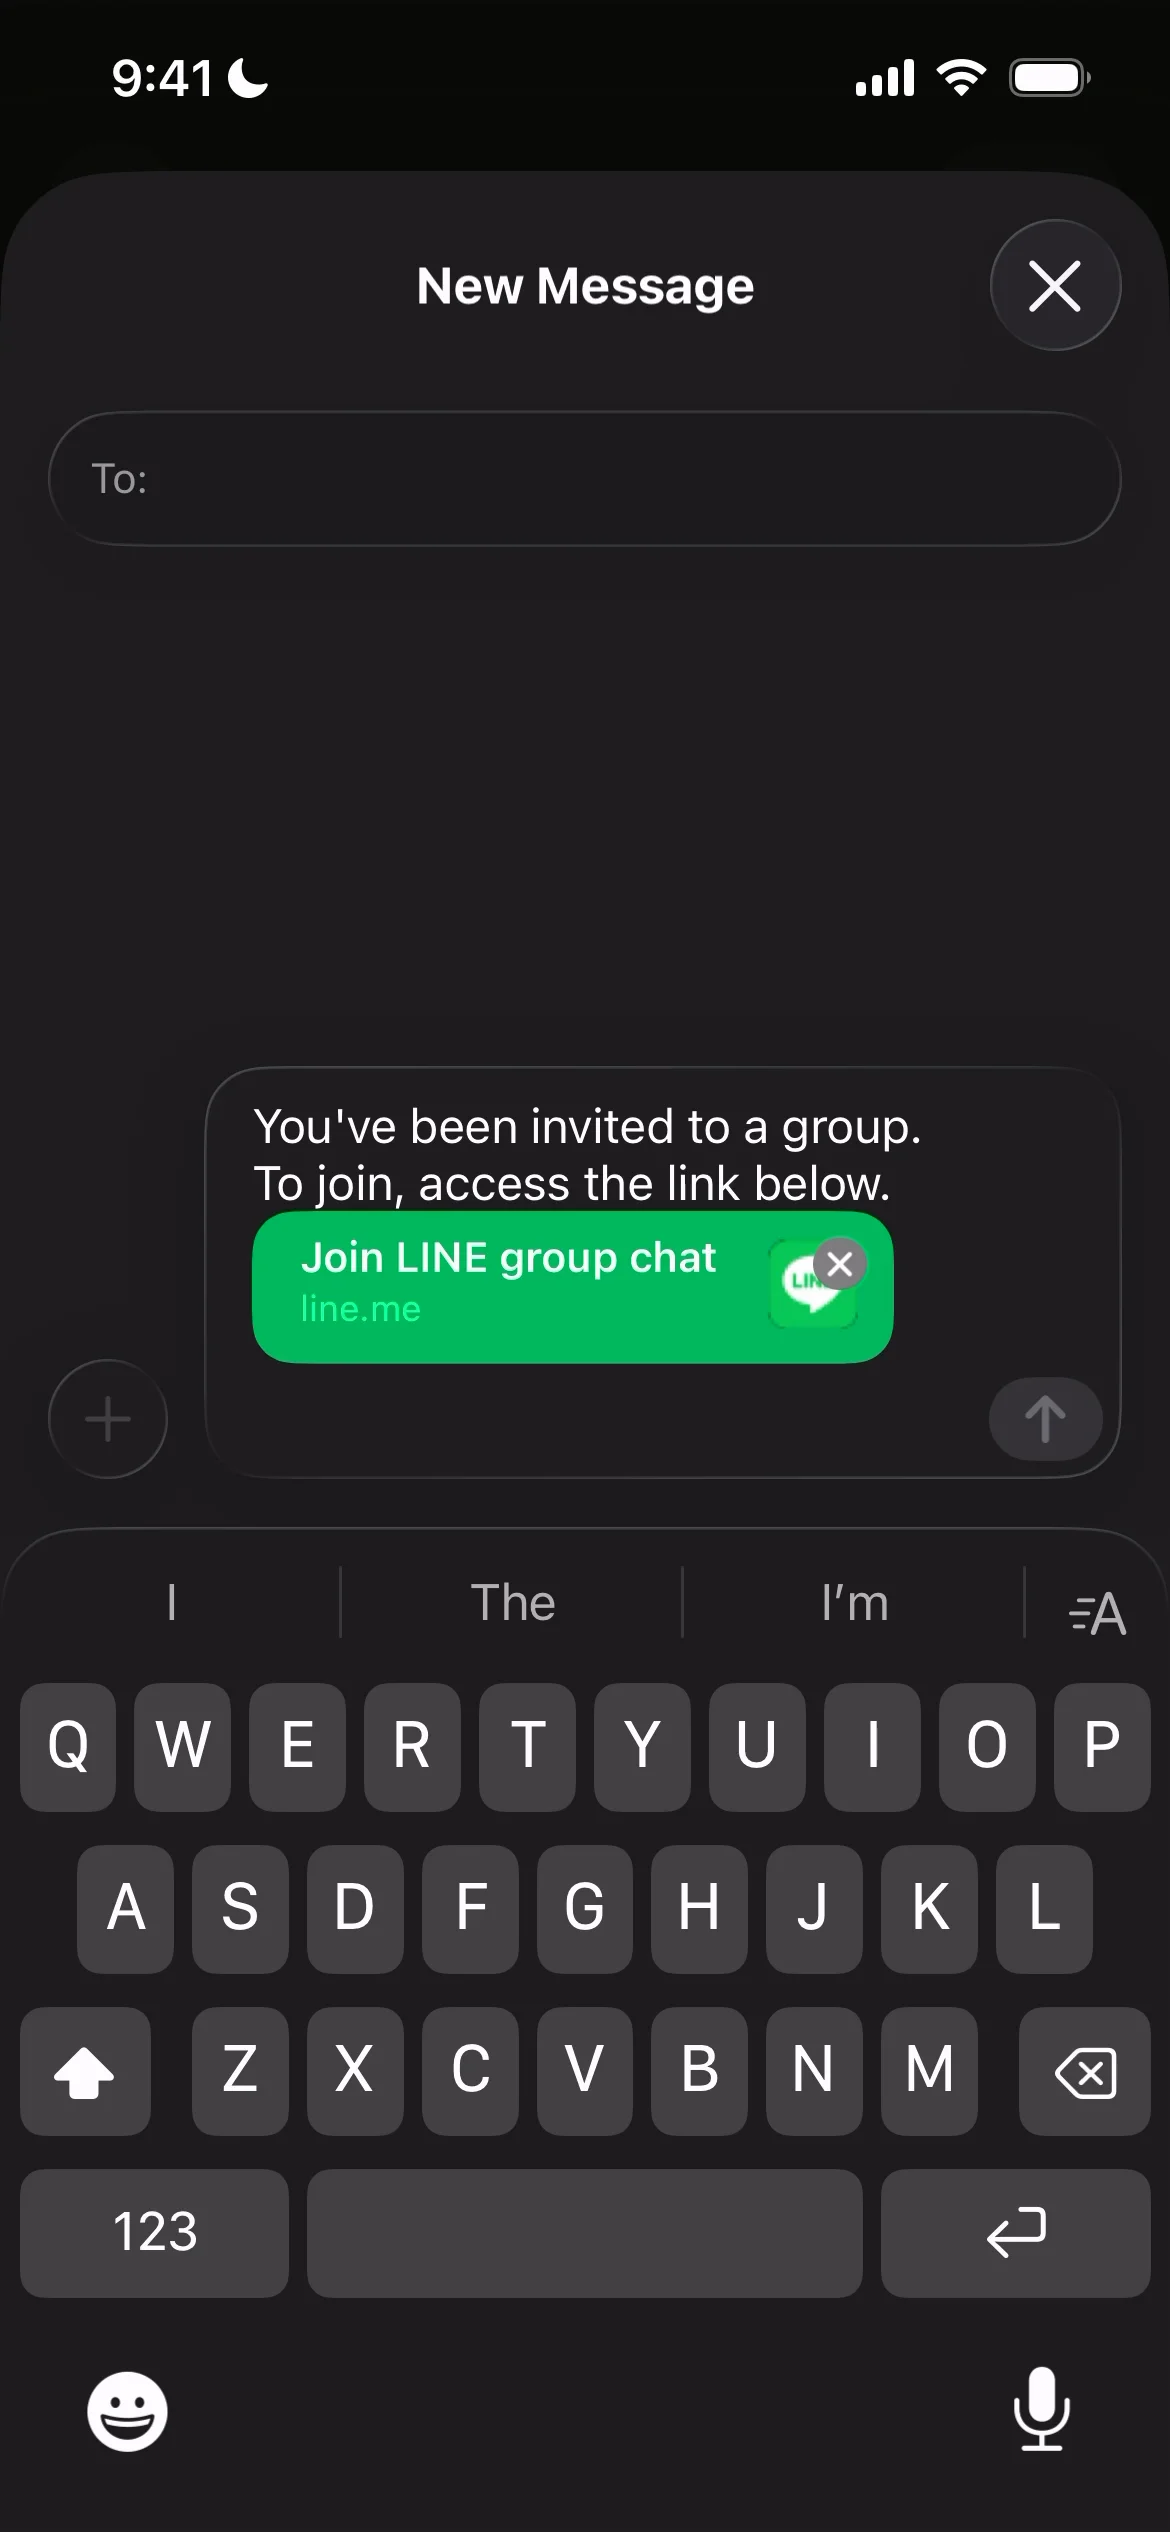 9:41
New Message
To:
You've been invited to a group.
To join, access the link below.
Join LINE group chat
line.me
I
The
I’m
A
Q W E R T Y U I O P
A S D F G H J K L
Z X C V B N M
123